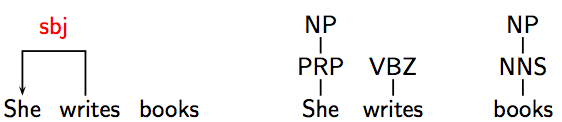 sbj
She writes books
NP NP
PRP VBZ NNS
She writes books